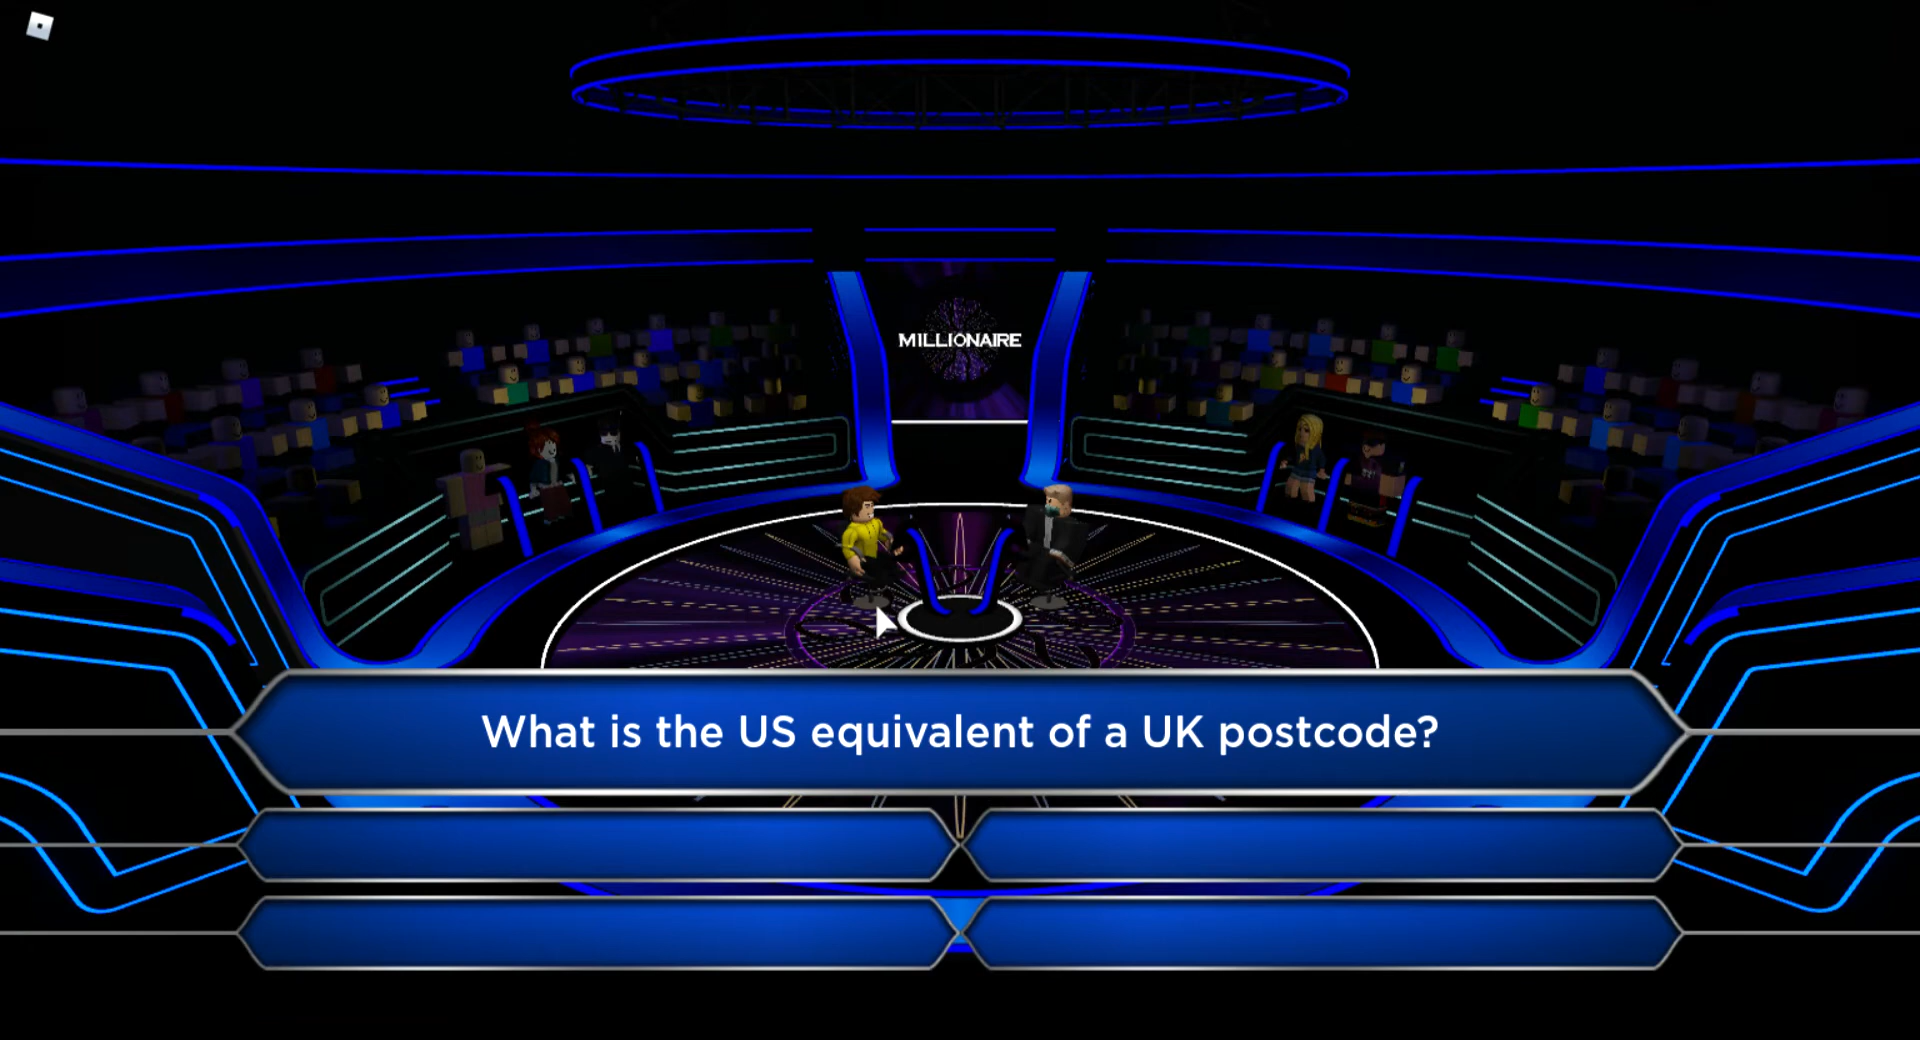 MILLIONAIRE
What is the US equivalent of a UK postcode?